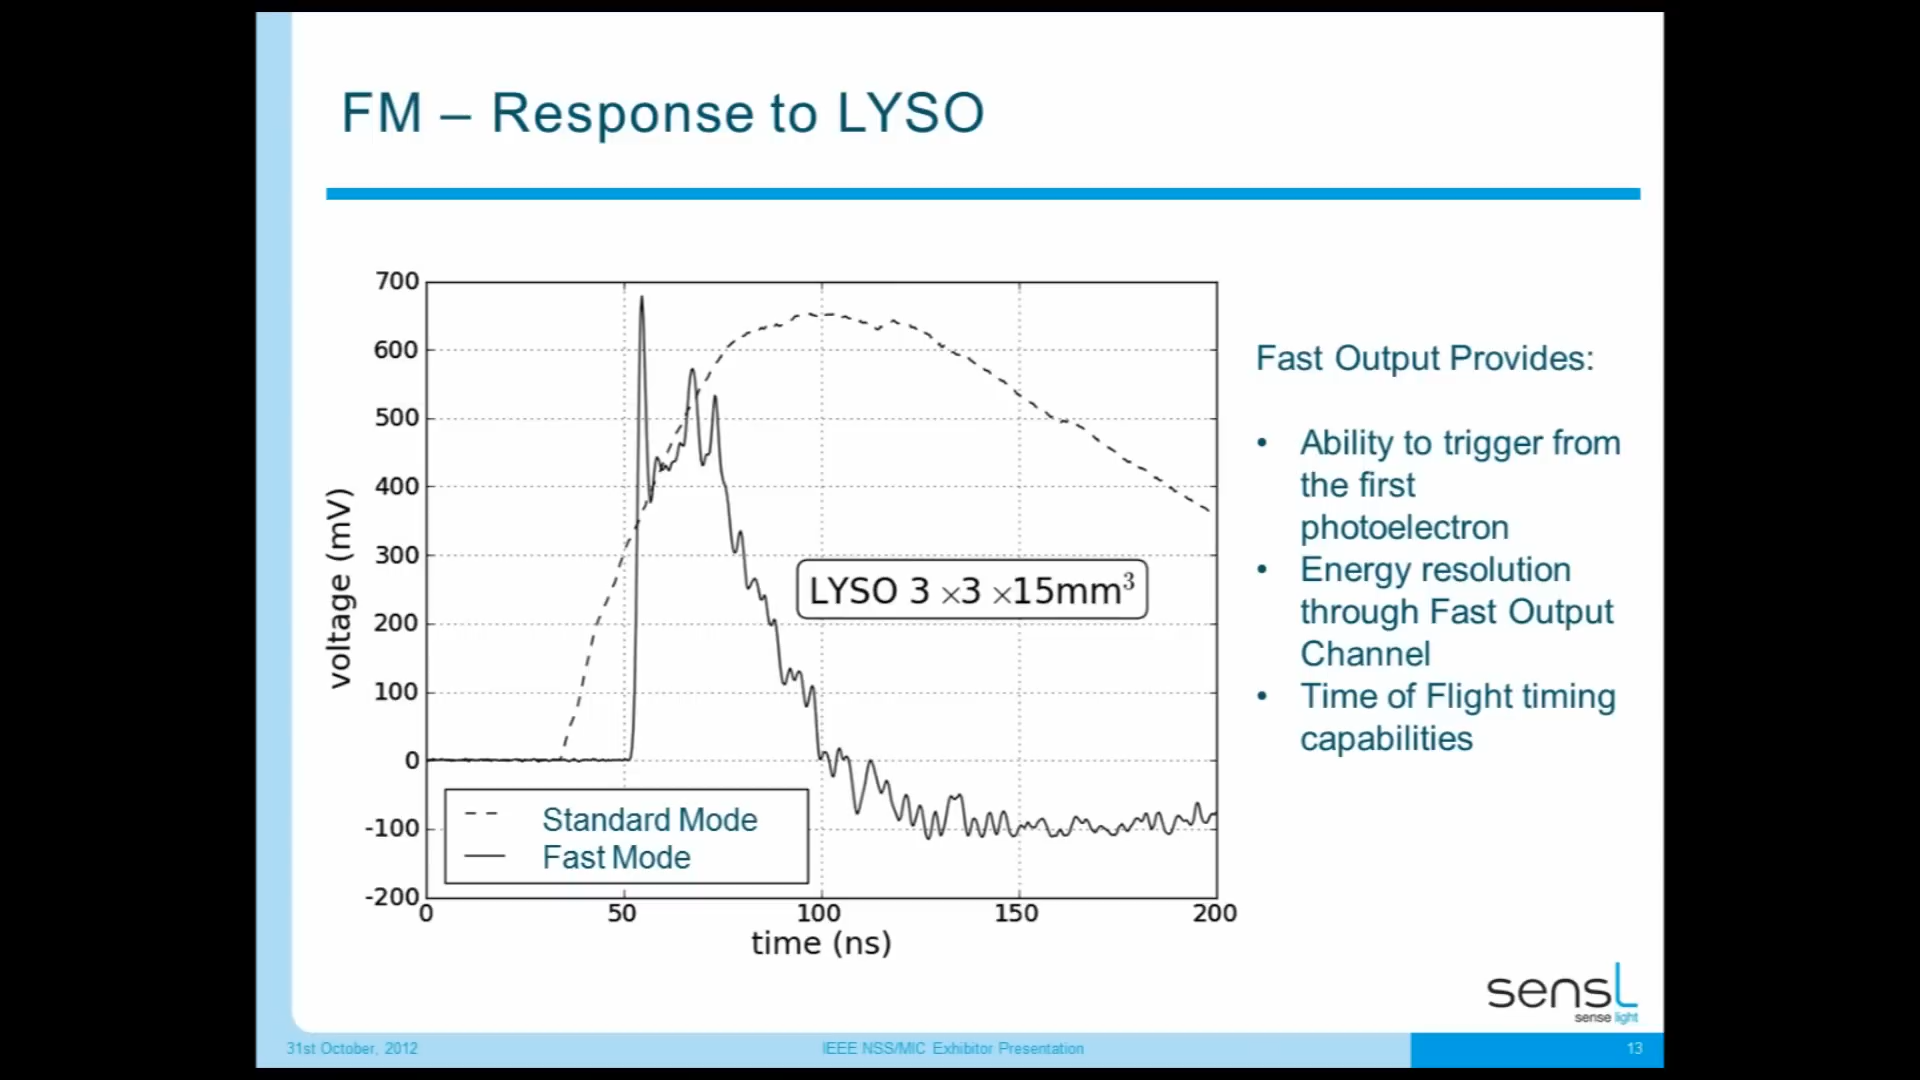 FM – Response to LYSO
700
600
500
400
300
200
100
0
-100
-200
voltage (mV)
0
50
100
150
200
time (ns)
LYSO 3 ×3 ×15mm³
Standard Mode
Fast Mode
Fast Output Provides:
• Ability to trigger from
the first
photoelectron
• Energy resolution
through Fast Output
Channel
• Time of Flight timing
capabilities
sensL
sense light
31st October, 2012
IEEE NSS/MIC Exhibitor Presentation
13